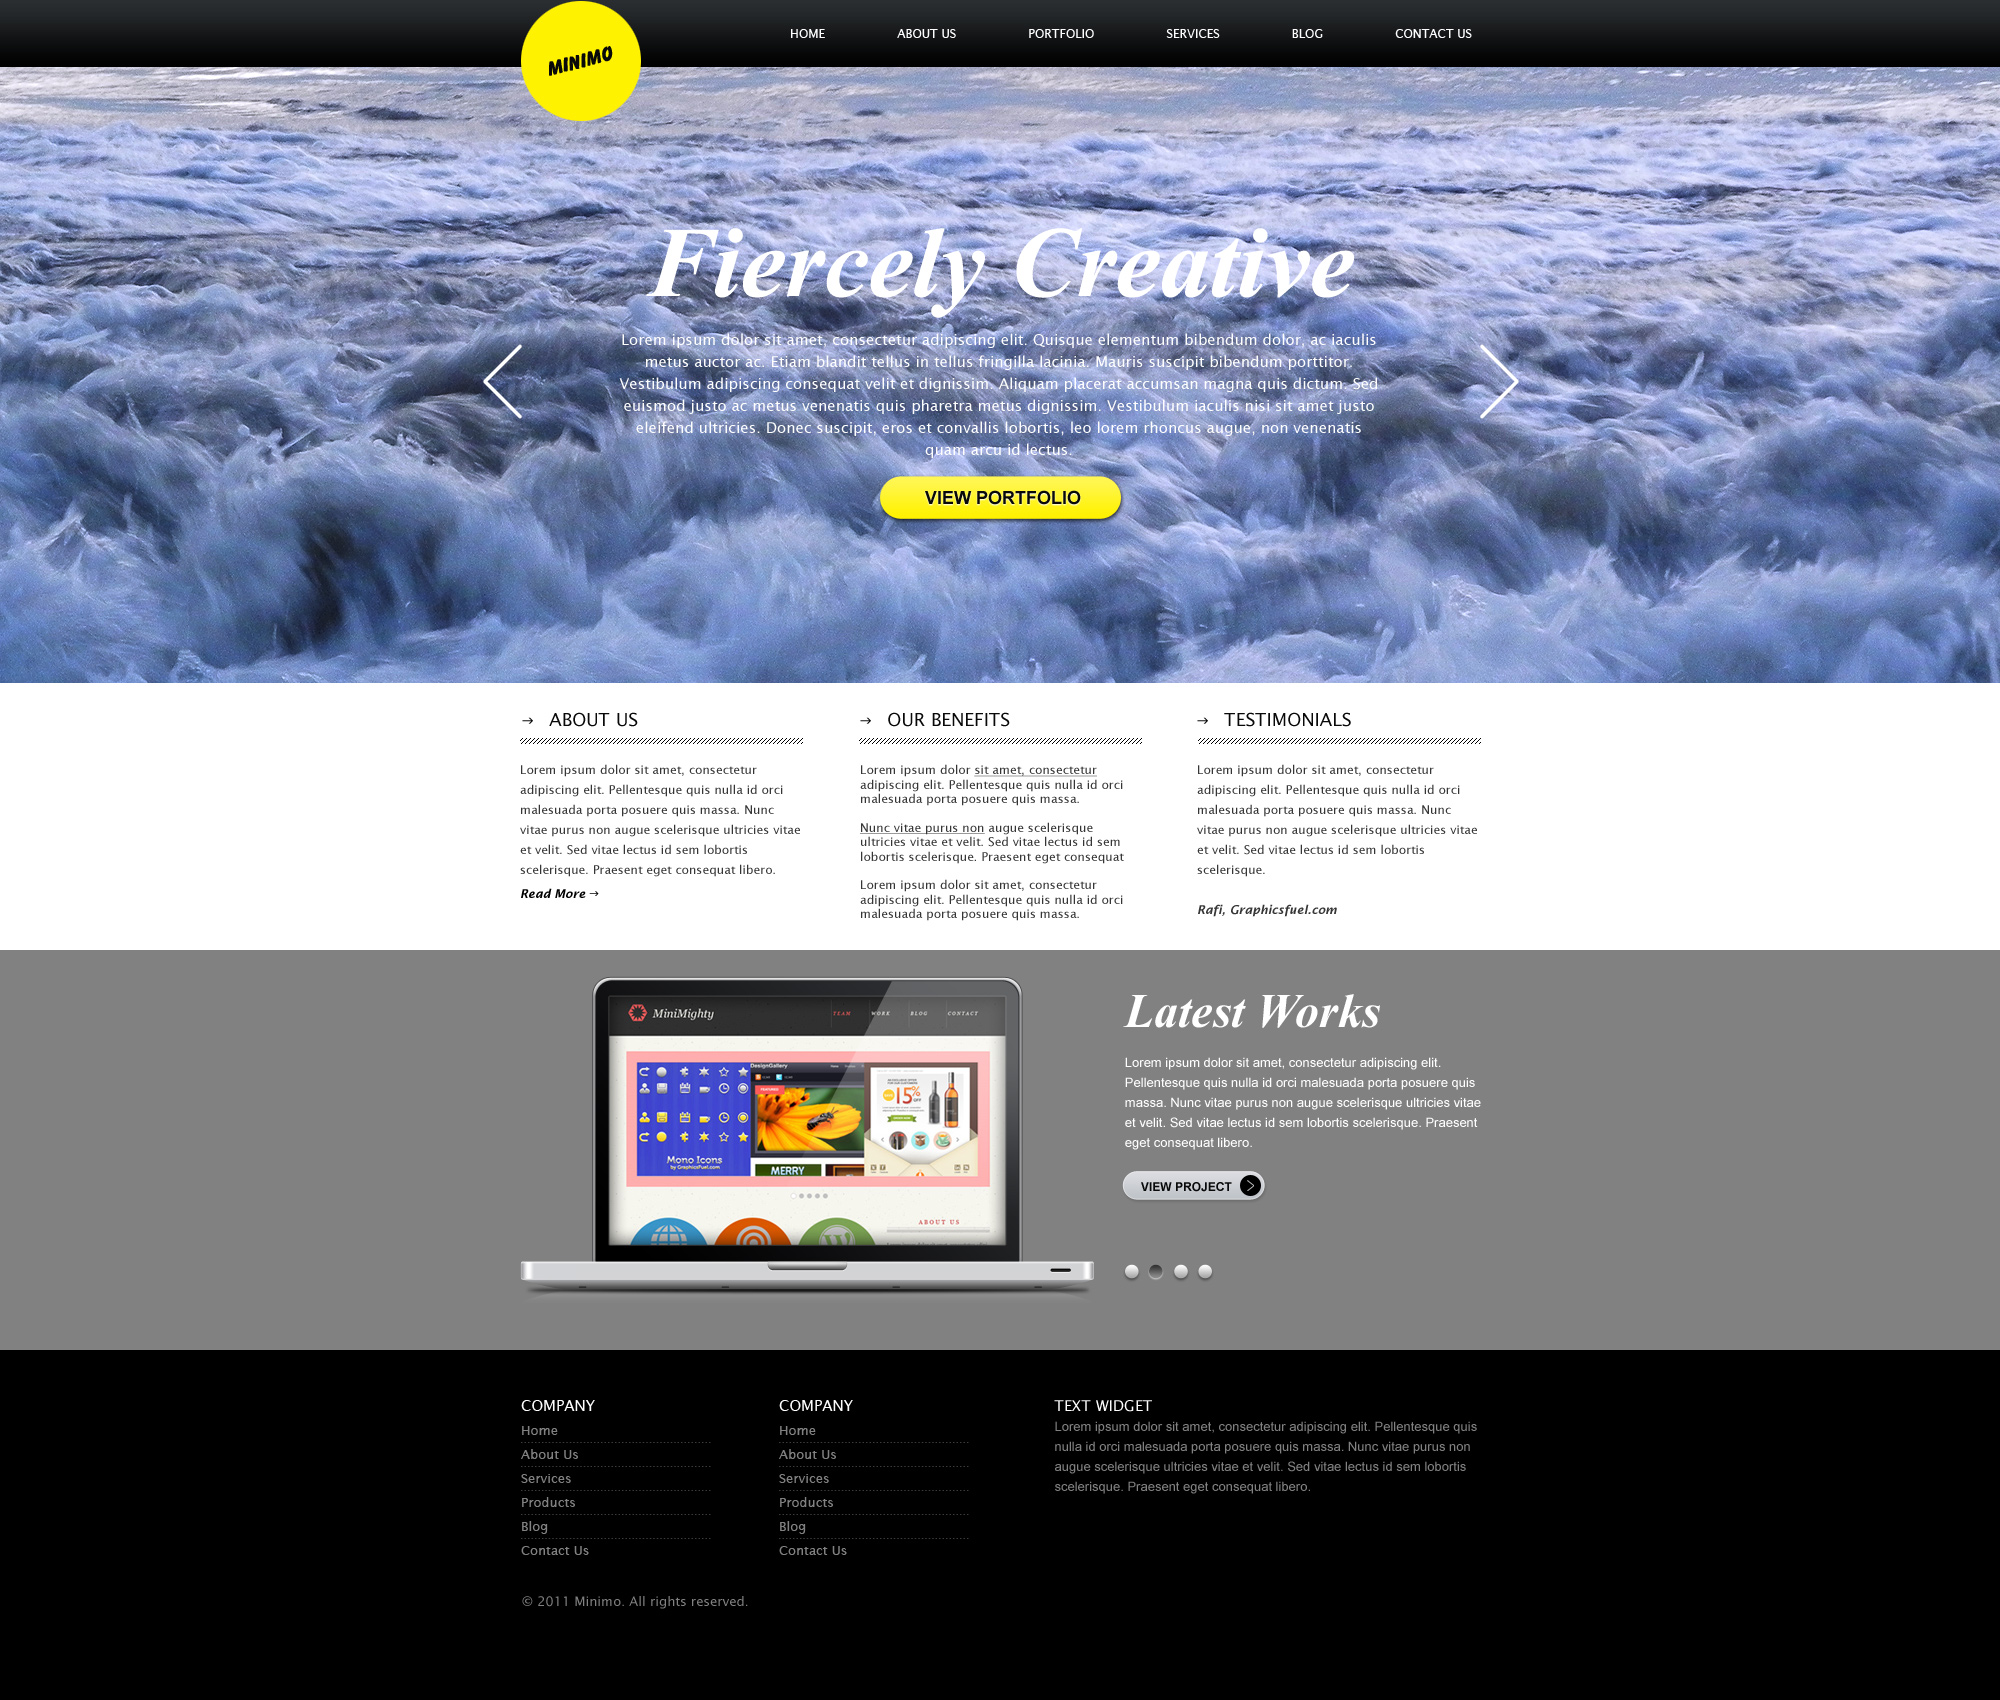 MINIMO
HOME
ABOUT US
PORTFOLIO
SERVICES
BLOG
CONTACT US
Fiercely Creative
Lorem ipsum dolor sit amet, consectetur adipiscing elit. Quisque elementum bibendum dolor, ac iaculis
metus auctor ac. Etiam blandit tellus in tellus fringilla lacinia. Mauris suscipit bibendum porttitor.
Vestibulum adipiscing consequat velit et dignissim. Aliquam placerat accumsan magna quis dictum. Sed
euismod justo ac metus venenatis quis pharetra metus dignissim. Vestibulum iaculis nisi sit amet justo
eleifend ultricies. Donec suscipit, eros et convallis lobortis, leo lorem rhoncus augue, non venenatis
quam arcu id lectus.
VIEW PORTFOLIO
→ ABOUT US
Lorem ipsum dolor sit amet, consectetur
adipiscing elit. Pellentesque quis nulla id orci
malesuada porta posuere quis massa. Nunc
vitae purus non augue scelerisque ultricies vitae
et velit. Sed vitae lectus id sem lobortis
scelerisque. Praesent eget consequat libero.
Read More →
→ OUR BENEFITS
Lorem ipsum dolor sit amet, consectetur
adipiscing elit. Pellentesque quis nulla id orci
malesuada porta posuere quis massa.
Nunc vitae purus non augue scelerisque
ultricies vitae et velit. Sed vitae lectus id sem
lobortis scelerisque. Praesent eget consequat
Lorem ipsum dolor sit amet, consectetur
adipiscing elit. Pellentesque quis nulla id orci
malesuada porta posuere quis massa.
→ TESTIMONIALS
Lorem ipsum dolor sit amet, consectetur
adipiscing elit. Pellentesque quis nulla id orci
malesuada porta posuere quis massa. Nunc
vitae purus non augue scelerisque ultricies vitae
et velit. Sed vitae lectus id sem lobortis
scelerisque.
Rafi, Graphicsfuel.com
MiniMighty
TEAM
WORK
BLOG
CONTACT
DesignGallery
FEATURED
15%
OFF
Mono Icons
by GraphicsFuel.com
MERRY
ABOUT US
Latest Works
Lorem ipsum dolor sit amet, consectetur adipiscing elit.
Pellentesque quis nulla id orci malesuada porta posuere quis
massa. Nunc vitae purus non augue scelerisque ultricies vitae
et velit. Sed vitae lectus id sem lobortis scelerisque. Praesent
eget consequat libero.
VIEW PROJECT
COMPANY
Home
About Us
Services
Products
Blog
Contact Us
COMPANY
Home
About Us
Services
Products
Blog
Contact Us
TEXT WIDGET
Lorem ipsum dolor sit amet, consectetur adipiscing elit. Pellentesque quis
nulla id orci malesuada porta posuere quis massa. Nunc vitae purus non
augue scelerisque ultricies vitae et velit. Sed vitae lectus id sem lobortis
scelerisque. Praesent eget consequat libero.
© 2011 Minimo. All rights reserved.